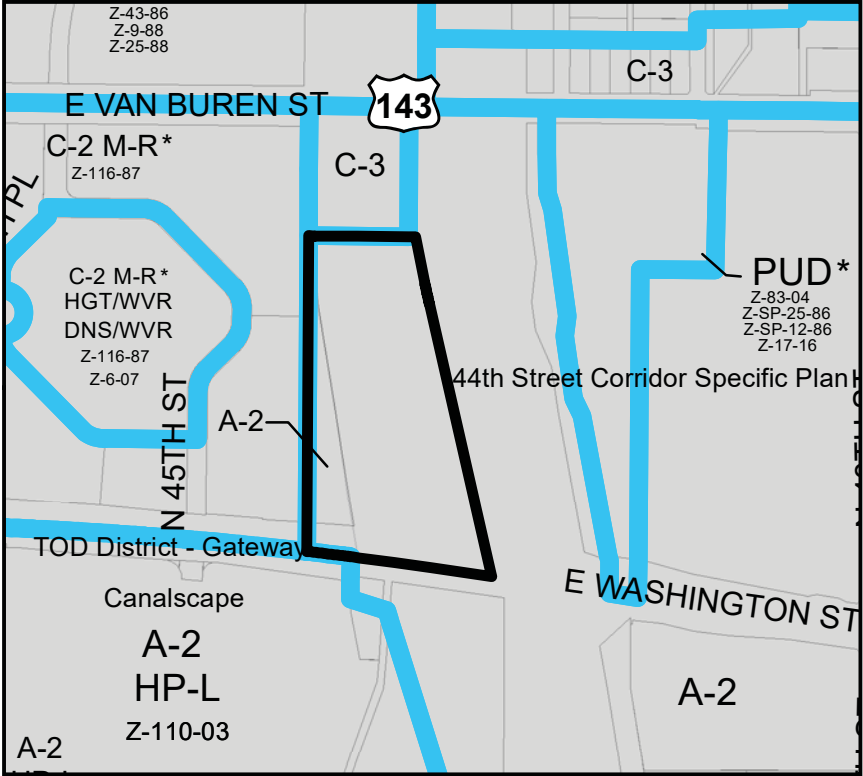 Z-43-86
Z-9-88
Z-25-88
C-3
E VAN BUREN ST
143
C-2 M-R*
Z-116-87
C-3
PL
C-2 M-R*
HGT/WVR
DNS/WVR
Z-116-87
Z-6-07
PUD*
Z-83-04
Z-SP-25-86
Z-SP-12-86
Z-17-16
44th Street Corridor Specific Plan
N 45TH ST
A-2
TOD District - Gateway
Canalscape
E WASHINGTON ST
A-2
HP-L
Z-110-03
A-2
A-2